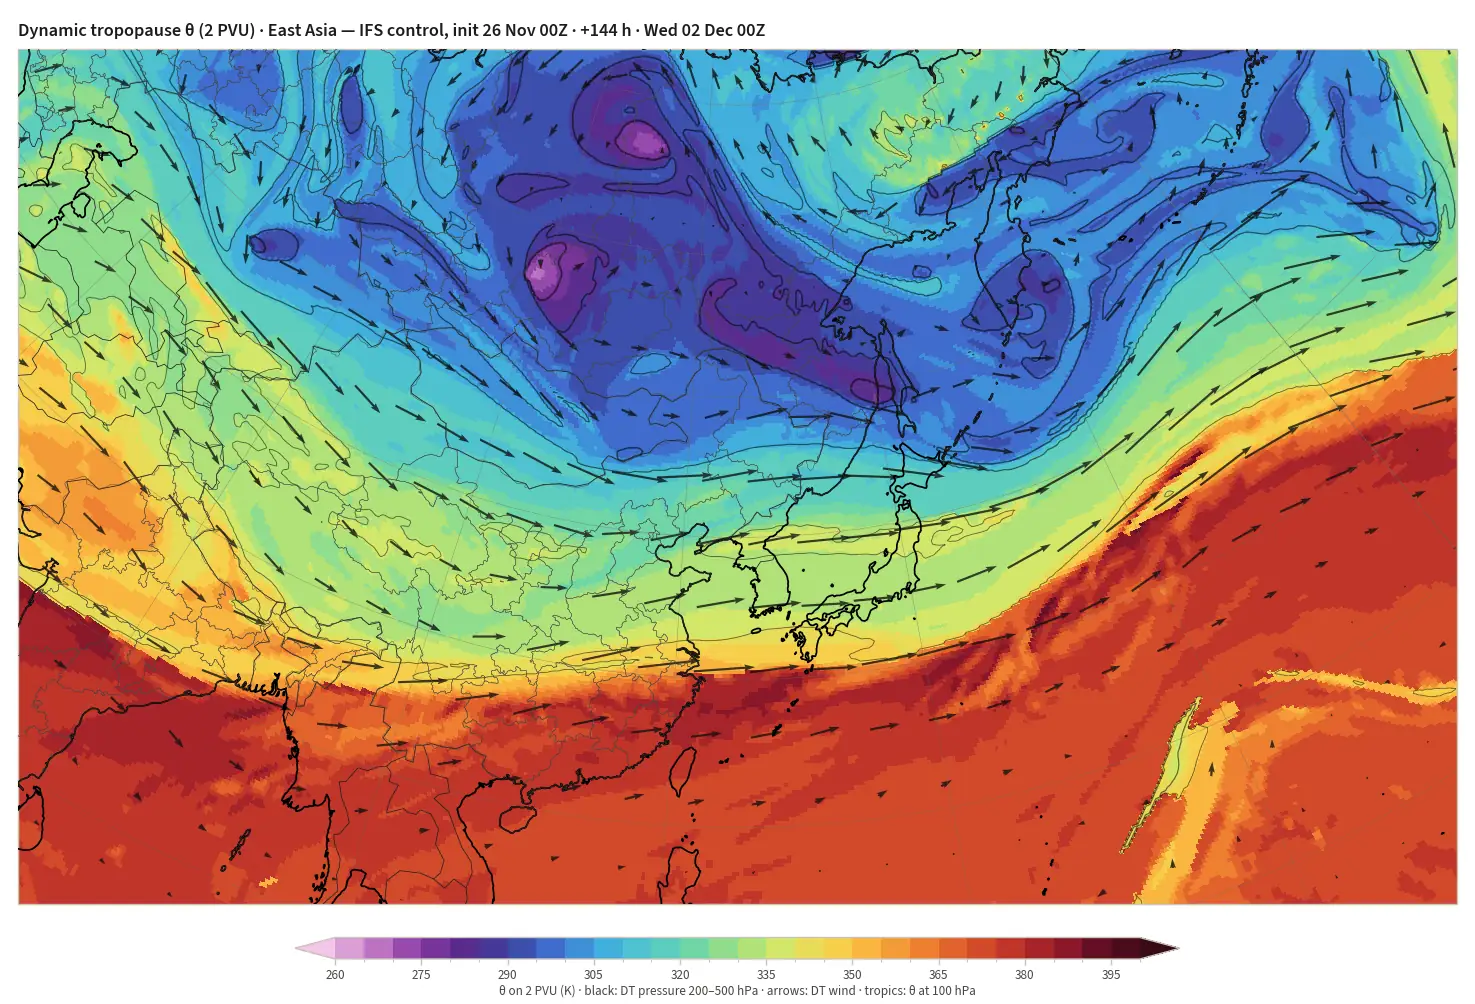 Dynamic tropopause θ (2 PVU) · East Asia — IFS control, init 26 Nov 00Z · +144 h · Wed 02 Dec 00Z
260 275 290 305 320 335 350 365 380 395
θ on 2 PVU (K) · black: DT pressure 200–500 hPa · arrows: DT wind · tropics: θ at 100 hPa